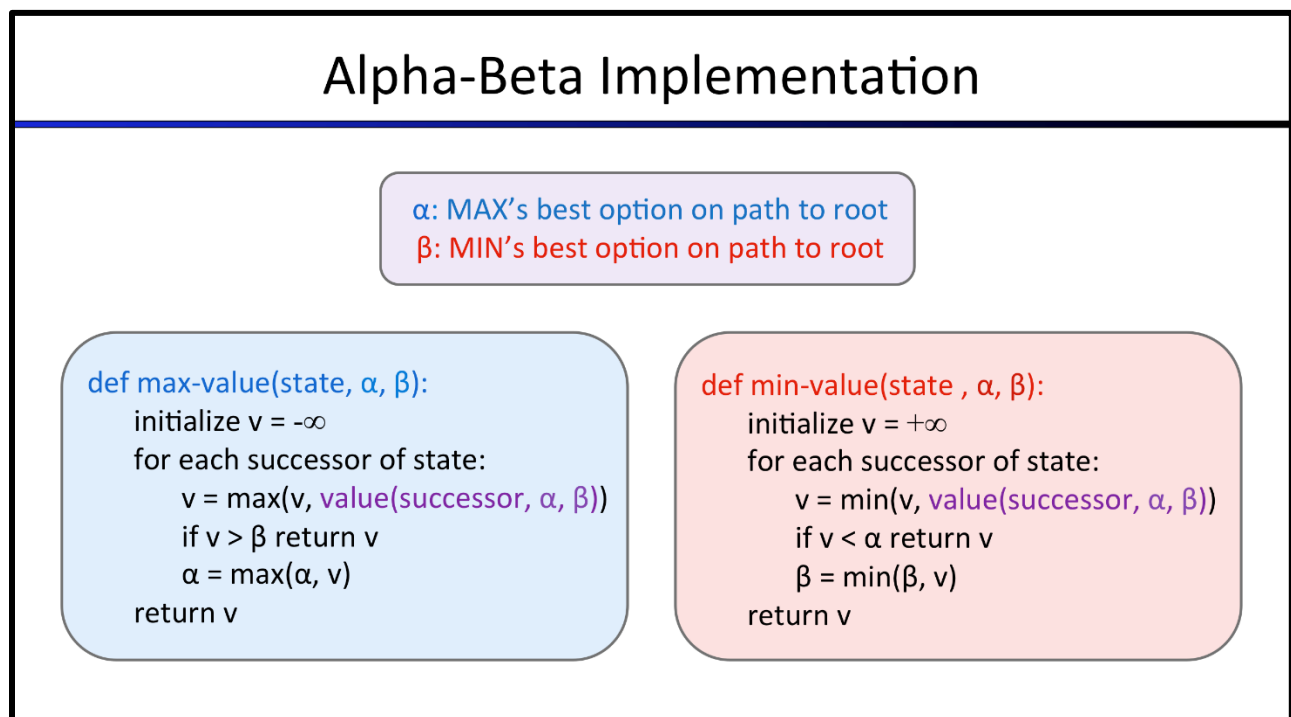 Alpha-Beta Implementation
α: MAX’s best option on path to root
β: MIN’s best option on path to root
def max-value(state, α, β):
initialize v = -∞
for each successor of state:
v = max(v, value(successor, α, β))
if v > β return v
α = max(α, v)
return v
def min-value(state , α, β):
initialize v = +∞
for each successor of state:
v = min(v, value(successor, α, β))
if v < α return v
β = min(β, v)
return v